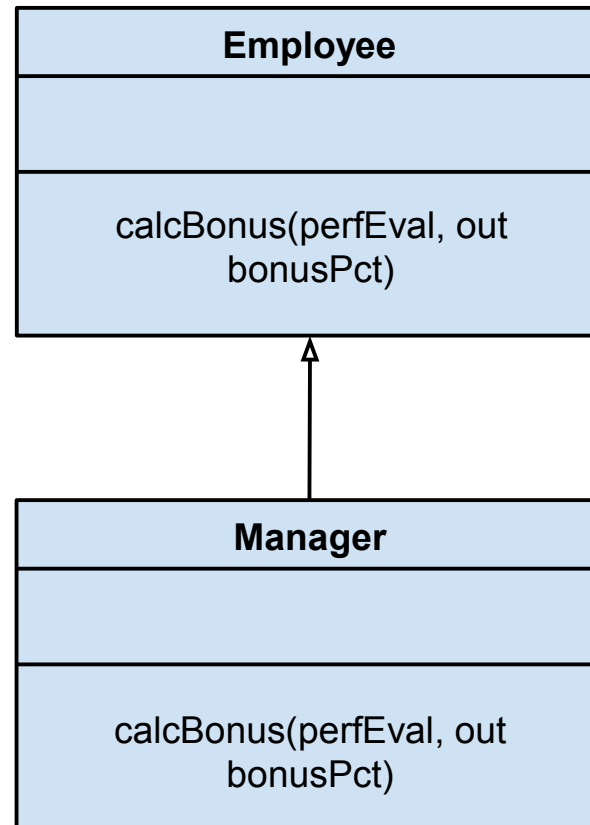 Employee
calcBonus(perfEval, out
bonusPct)
Manager
calcBonus(perfEval, out
bonusPct)